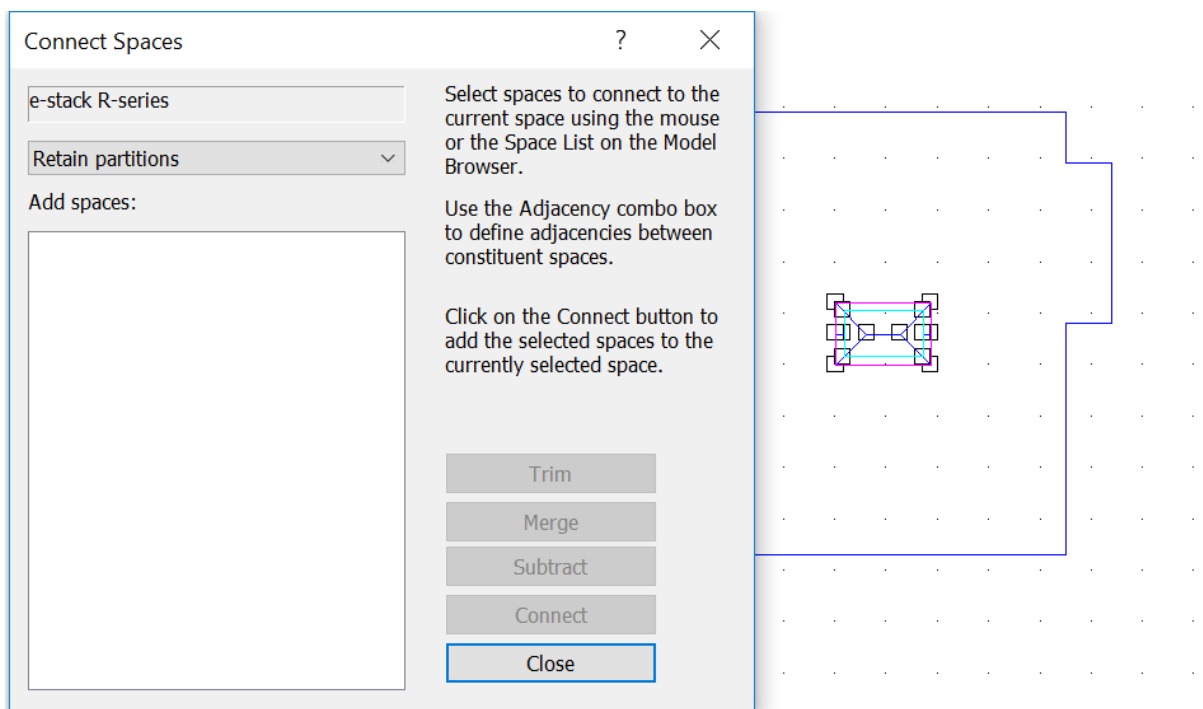 Connect Spaces
?
e-stack R-series
Retain partitions
Add spaces:
Select spaces to connect to the
current space using the mouse
or the Space List on the Model
Browser.
Use the Adjacency combo box
to define adjacencies between
constituent spaces.
Click on the Connect button to
add the selected spaces to the
currently selected space.
Trim
Merge
Subtract
Connect
Close